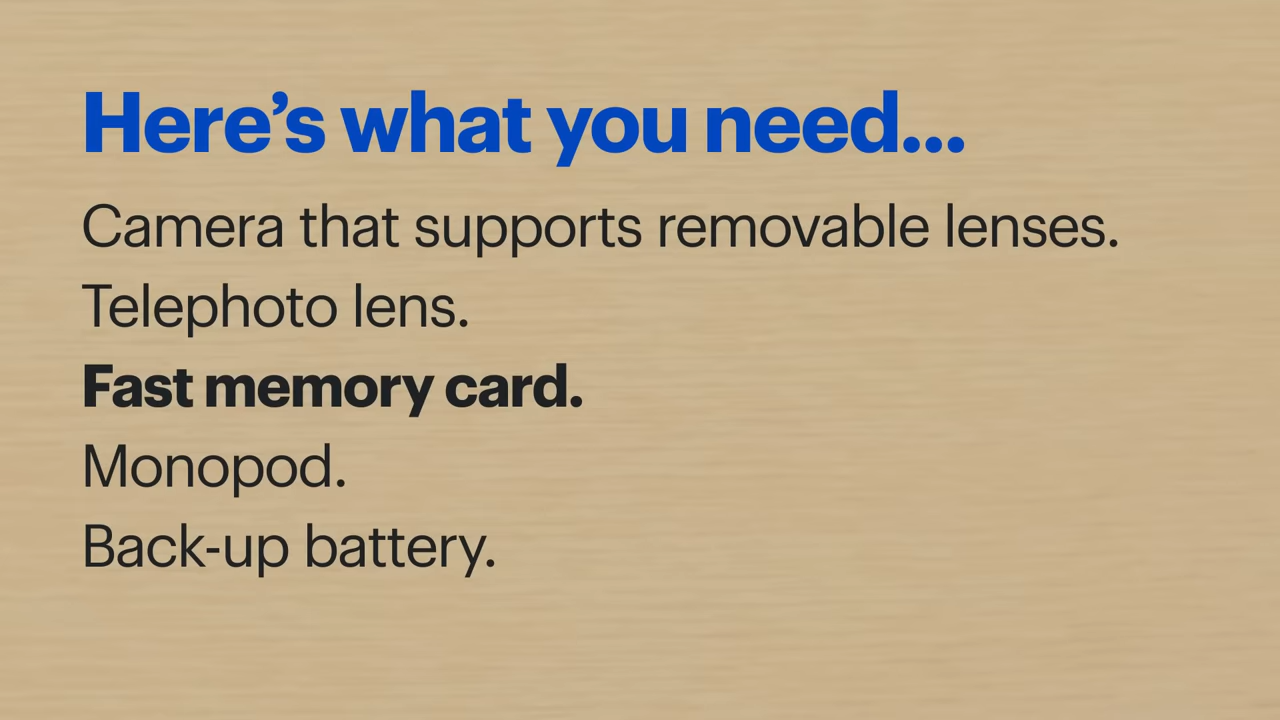 Here’s what you need...
Camera that supports removable lenses.
Telephoto lens.
Fast memory card.
Monopod.
Back-up battery.